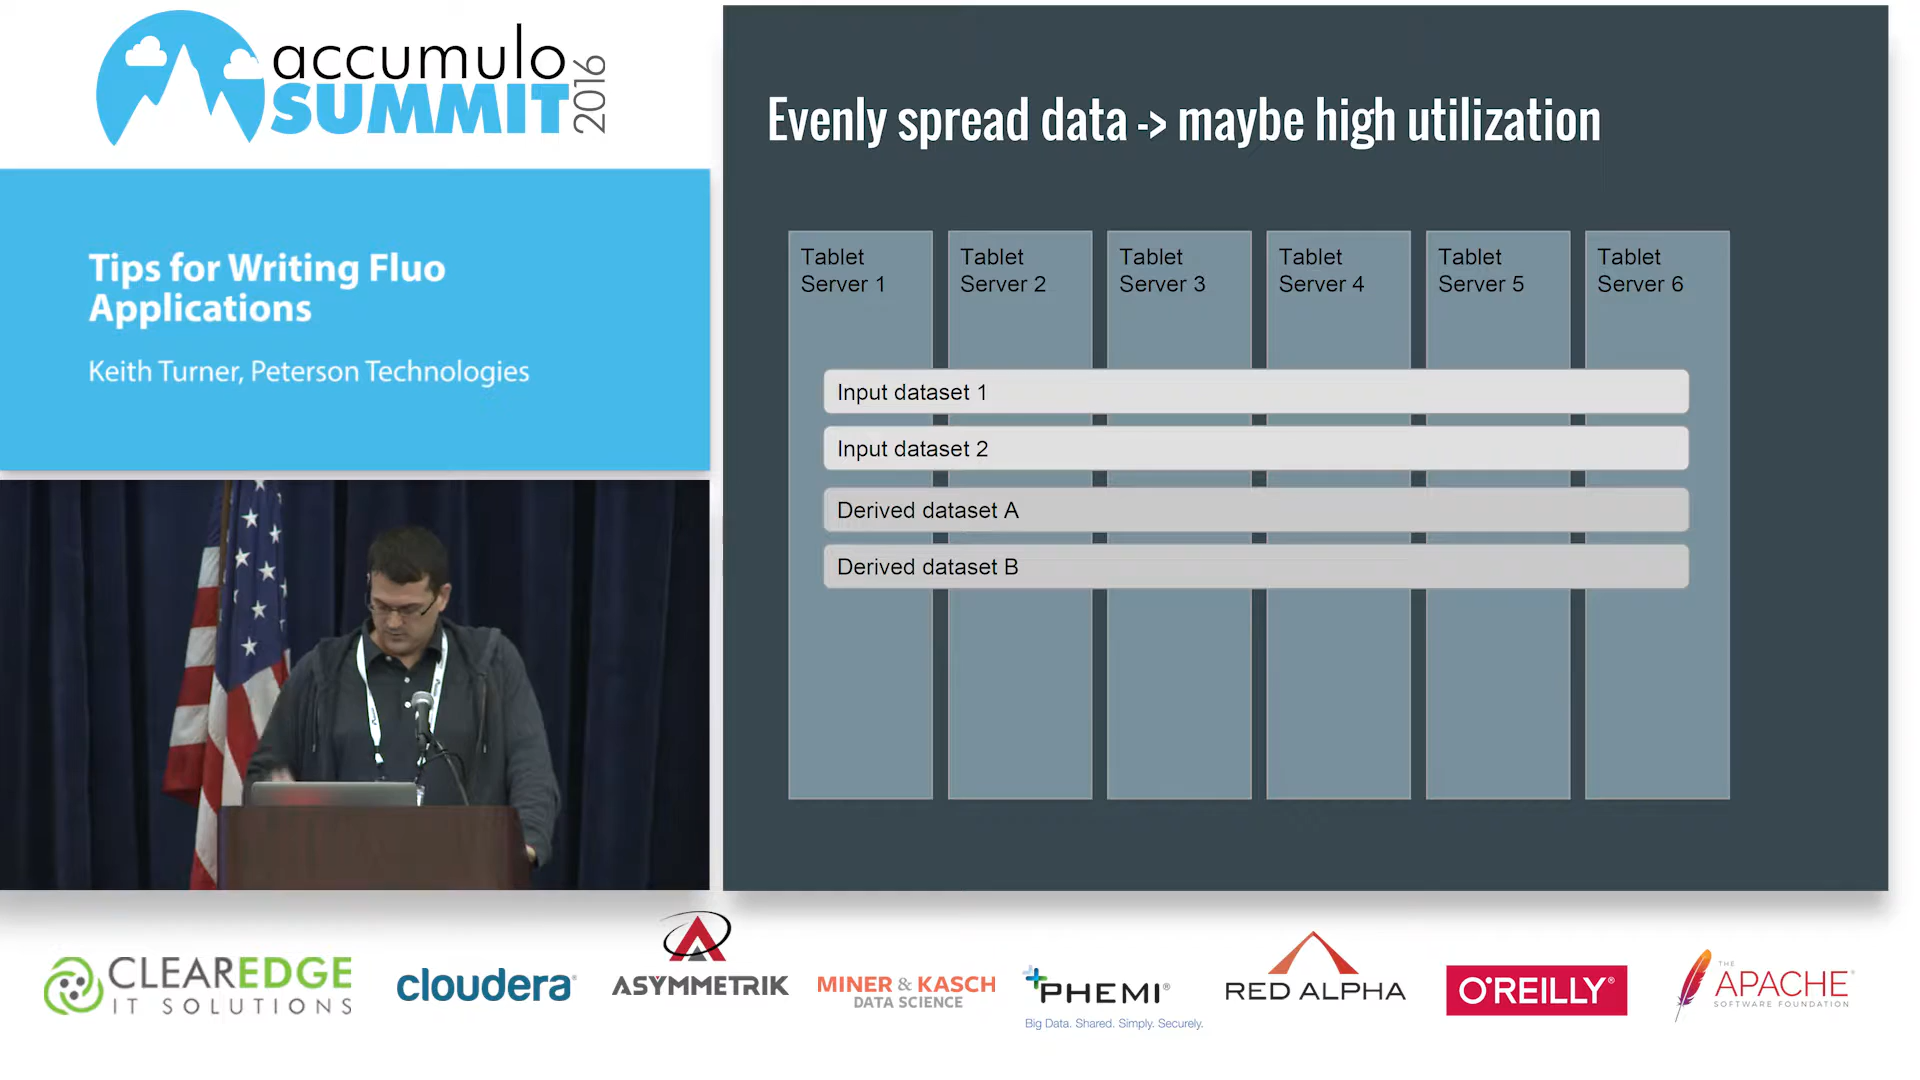 accumulo
SUMMIT
2016
Tips for Writing Fluo
Applications
Keith Turner, Peterson Technologies
Evenly spread data -> maybe high utilization
Tablet
Server 1
Tablet
Server 2
Tablet
Server 3
Tablet
Server 4
Tablet
Server 5
Tablet
Server 6
Input dataset 1
Input dataset 2
Derived dataset A
Derived dataset B
CLEAREDGE
IT SOLUTIONS
cloudera®
ASYMMETRIK
MINER & KASCH
DATA SCIENCE
PHEMI®
Big Data. Shared. Simply. Securely.
RED ALPHA
O'REILLY®
THE
APACHE®
SOFTWARE FOUNDATION